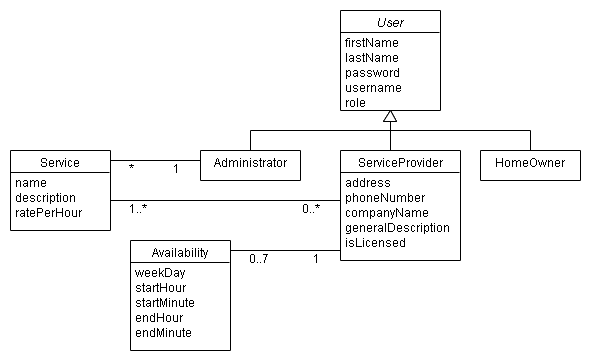 User
firstName
lastName
password
username
role
Service
name
description
ratePerHour
* 1
Administrator
ServiceProvider
address
phoneNumber
companyName
generalDescription
isLicensed
HomeOwner
1..* 0..*
Availability
weekDay
startHour
startMinute
endHour
endMinute
0..7 1